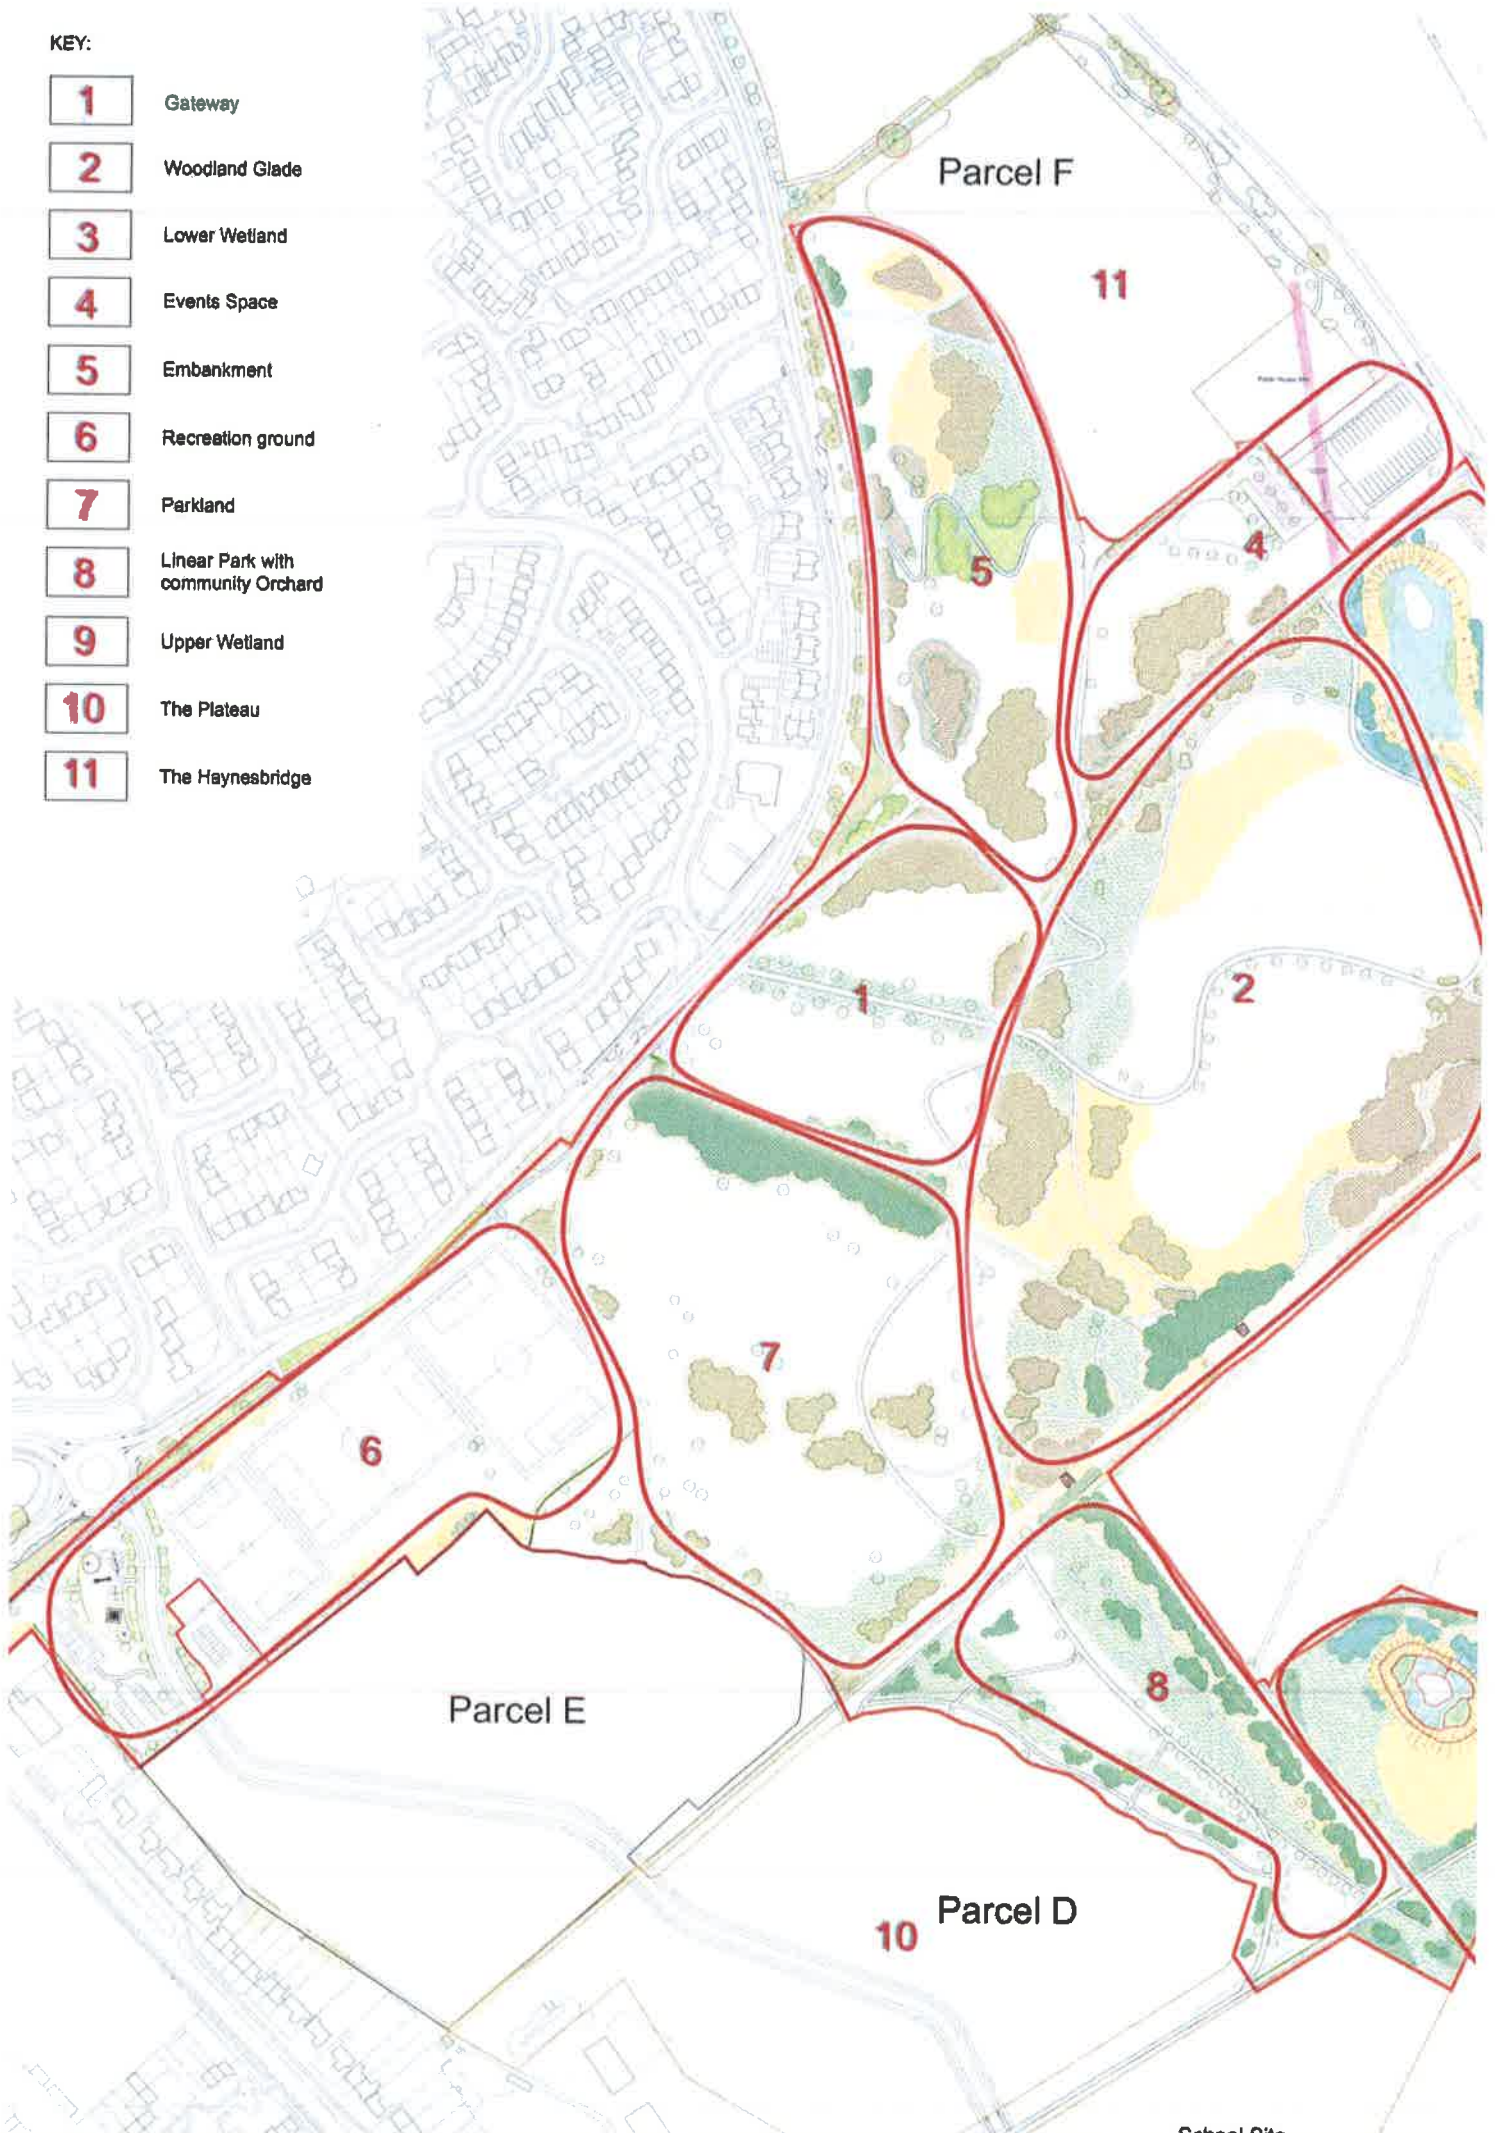 KEY:
1 Gateway
2 Woodland Glade
3 Lower Wetland
4 Events Space
5 Embankment
6 Recreation ground
7 Parkland
8 Linear Park with
community Orchard
9 Upper Wetland
10 The Plateau
11 The Haynesbridge
Parcel F
11
4
5
2
1
7
6
8
Parcel E
Parcel D
10
School Site